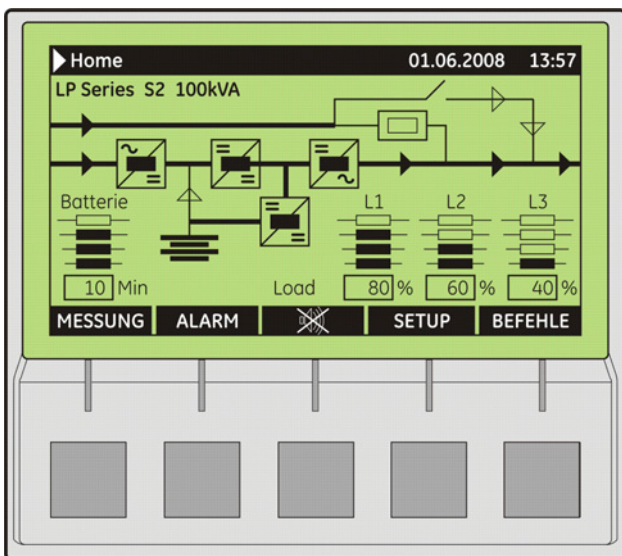 Home 01.06.2008 13:57
LP Series S2 100kVA
Batterie L1 L2 L3
10 Min Load 80 % 60 % 40 %
MESSUNG ALARM SETUP BEFEHLE